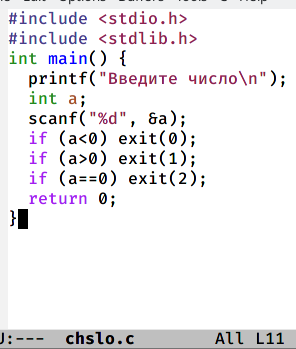 #include <stdio.h>
#include <stdlib.h>
int main() {
  printf("Введите число\n");
  int a;
  scanf("%d", &a);
  if (a<0) exit(0);
  if (a>0) exit(1);
  if (a==0) exit(2);
  return 0;
}
U:--- chslo.c All L11